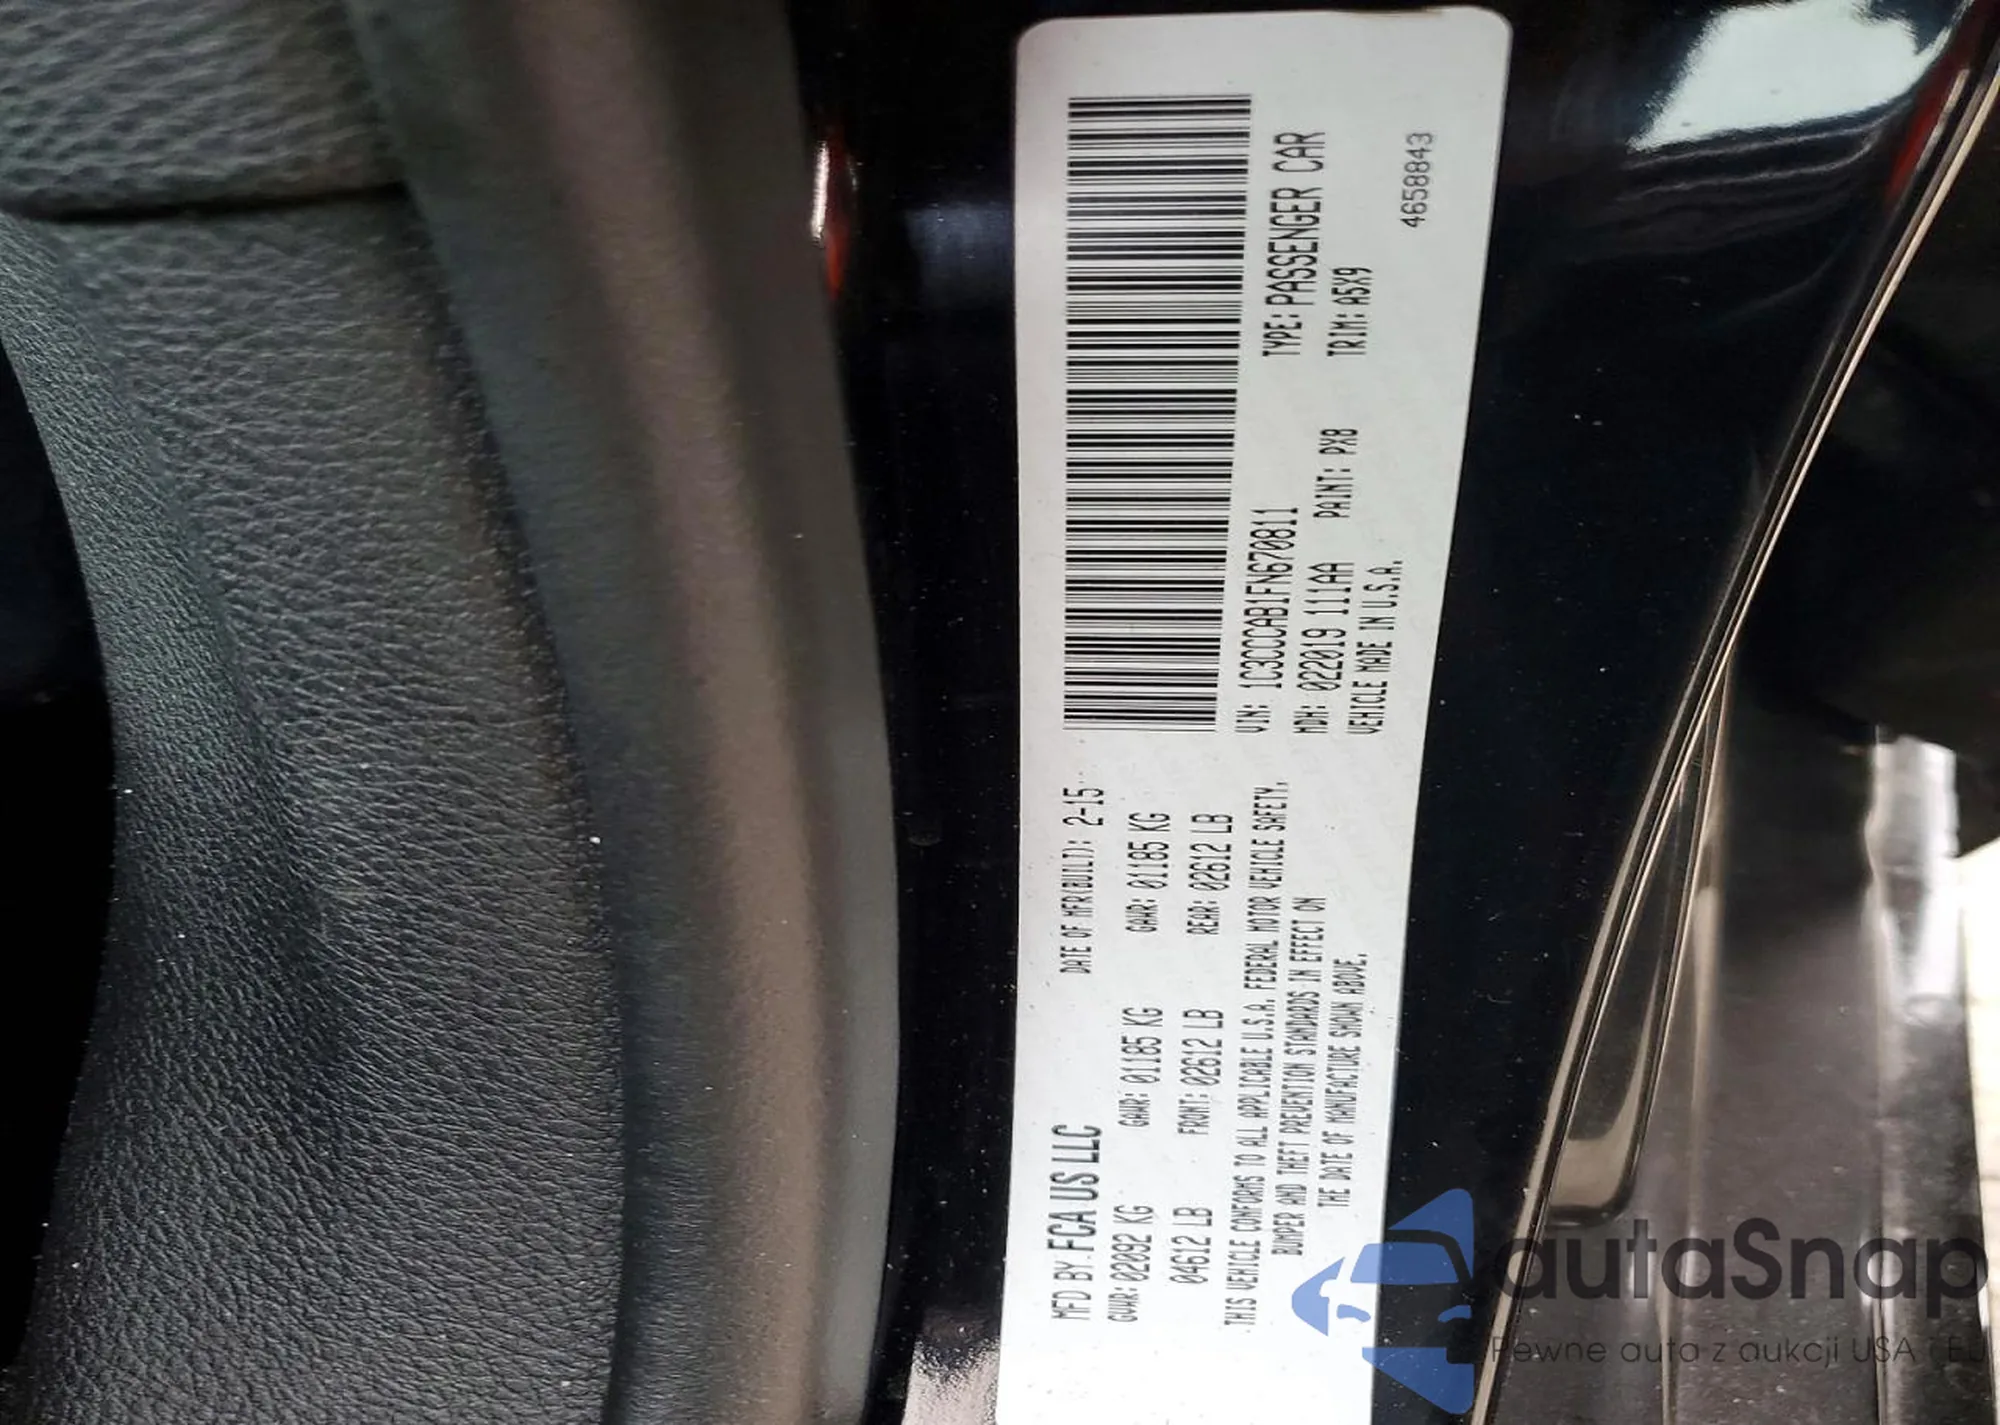 MFD BY: FCA US LLC DATE OF MFR(BUILT): 2-15
GVWR: 02092 KG GAWR: 01185 KG GAWR: 01185 KG
04612 LB FRNT: 02612 LB REAR: 02612 LB
THIS VEHICLE CONFORMS TO ALL APPLICABLE U.S.A. FEDERAL MOTOR VEHICLE SAFETY,
BUMPER AND THEFT PREVENTION STANDARDS IN EFFECT ON
THE DATE OF MANUFACTURE SHOWN ABOVE.
VIN: 1C3CCCAB1FN670811 TYPE: PASSENGER CAR
MDH: 022019 111AA PAINT: PX8 TRIM: A5X9
VEHICLE MADE IN U.S.A.
4658843
autaSnap
Pewne auta z aukcji USA i EU